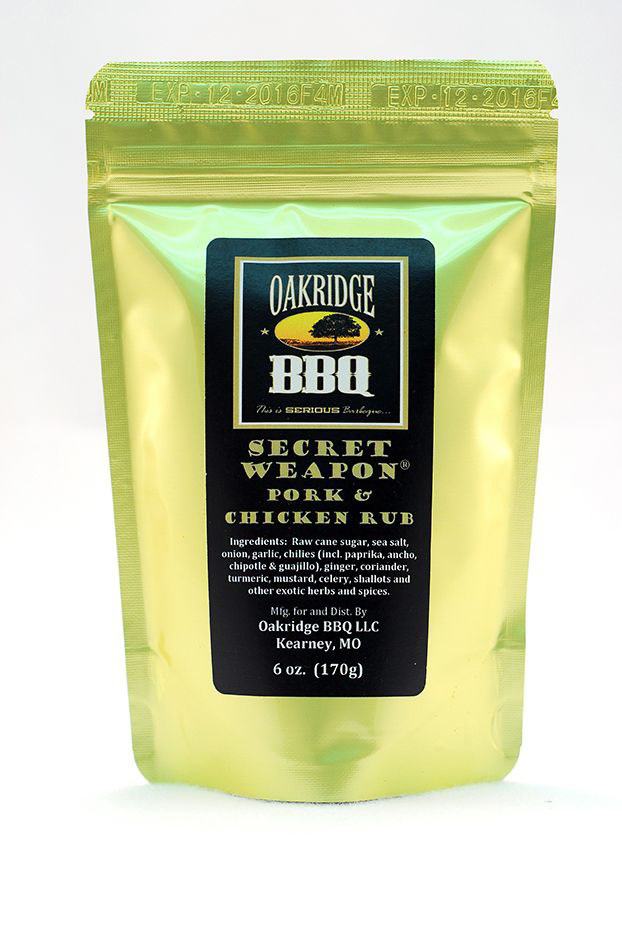 M EXP·12·2016F4M EXP·12·2016F4
OAKRIDGE
BBQ
This is SERIOUS Barbeque...
SECRET
WEAPON®
PORK &
CHICKEN RUB
Ingredients: Raw cane sugar, sea salt,
onion, garlic, chilies (incl. paprika, ancho,
chipotle & guajillo), ginger, coriander,
turmeric, mustard, celery, shallots and
other exotic herbs and spices.
Mfg. for and Dist. By
Oakridge BBQ LLC
Kearney, MO
6 oz. (170g)